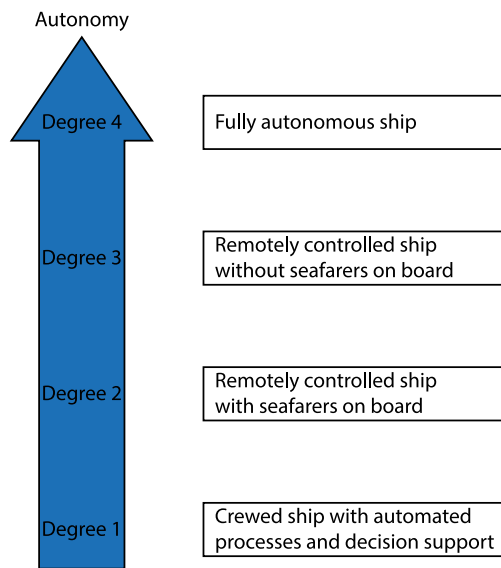 Autonomy
Degree 4
Fully autonomous ship
Degree 3
Remotely controlled ship
without seafarers on board
Degree 2
Remotely controlled ship
with seafarers on board
Degree 1
Crewed ship with automated
processes and decision support